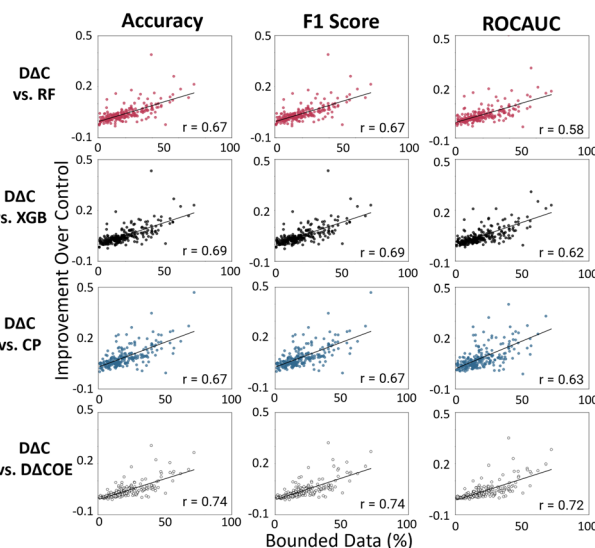 Accuracy
F1 Score
ROCAUC
Improvement Over Control
DΔC
vs. RF
0.5
0.2
-0.1
0
50
100
r = 0.67
0.5
0.2
-0.1
0
50
100
r = 0.67
0.5
0.2
-0.1
0
50
100
r = 0.58
DΔC
vs. XGB
0.5
0.2
-0.1
0
50
100
r = 0.69
0.5
0.2
-0.1
0
50
100
r = 0.69
0.5
0.2
-0.1
0
50
100
r = 0.62
DΔC
vs. CP
0.5
0.2
-0.1
0
50
100
r = 0.67
0.5
0.2
-0.1
0
50
100
r = 0.67
0.5
0.2
-0.1
0
50
100
r = 0.63
DΔC
vs. DΔCOE
0.5
0.2
-0.1
0
50
100
r = 0.74
0.5
0.2
-0.1
0
50
100
r = 0.74
0.5
0.2
-0.1
0
50
100
r = 0.72
Bounded Data (%)